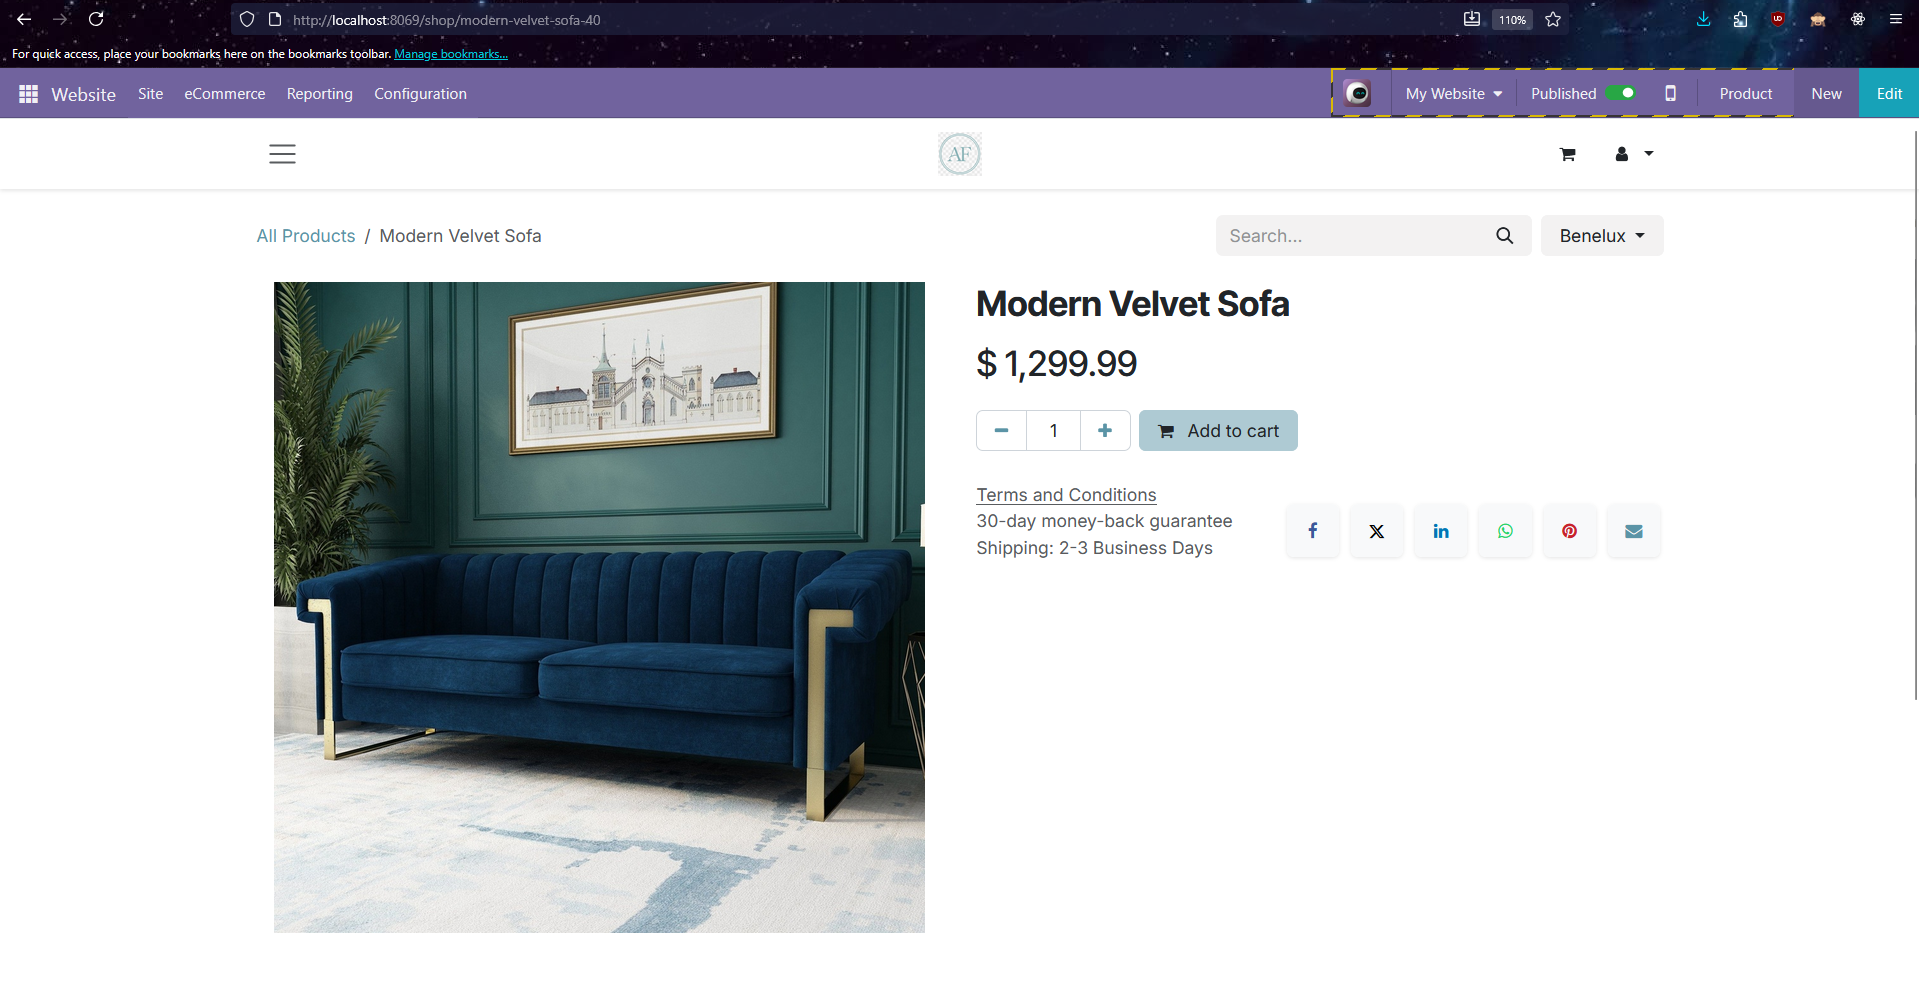 http://localhost:8069/shop/modern-velvet-sofa-40
110%
For quick access, place your bookmarks here on the bookmarks toolbar. Manage bookmarks...
Website Site eCommerce Reporting Configuration
My Website Published Product New Edit
AF
All Products / Modern Velvet Sofa
Search...
Benelux
Modern Velvet Sofa
$ 1,299.99
1
Add to cart
Terms and Conditions
30-day money-back guarantee
Shipping: 2-3 Business Days